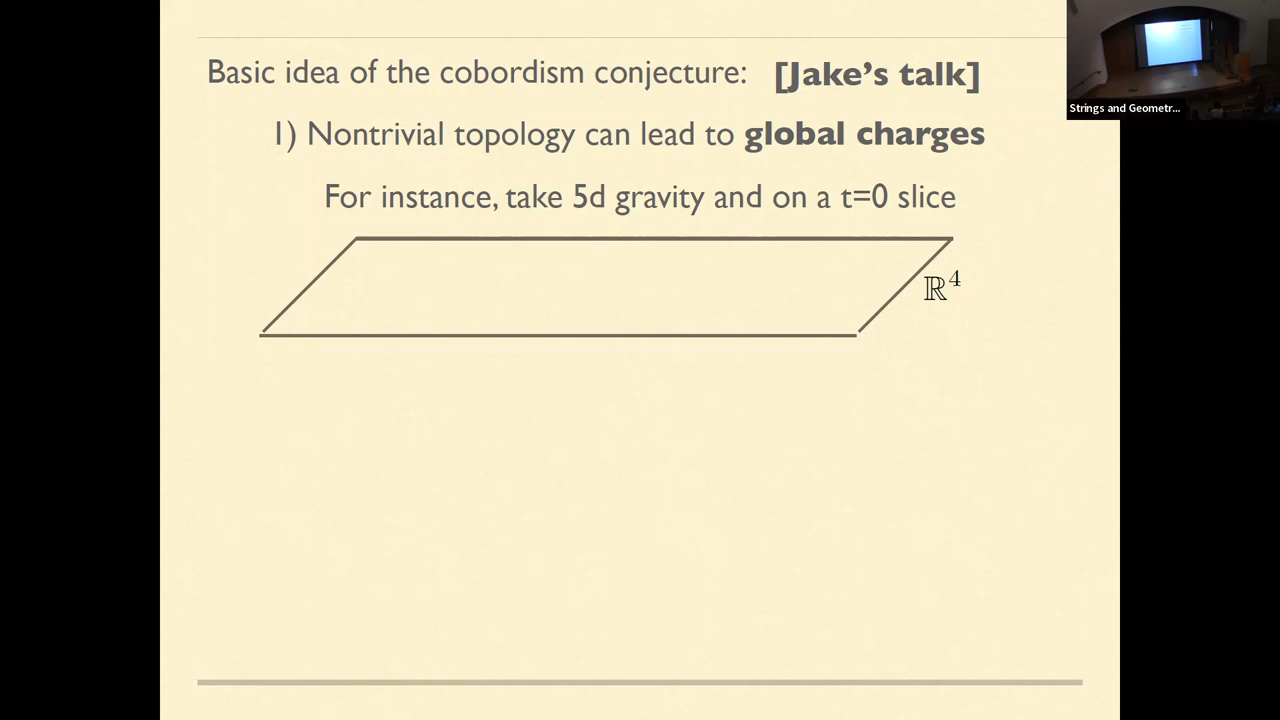 Basic idea of the cobordism conjecture: [Jake’s talk]
1) Nontrivial topology can lead to global charges
For instance, take 5d gravity and on a t=0 slice
ℝ⁴
Strings and Geometr...